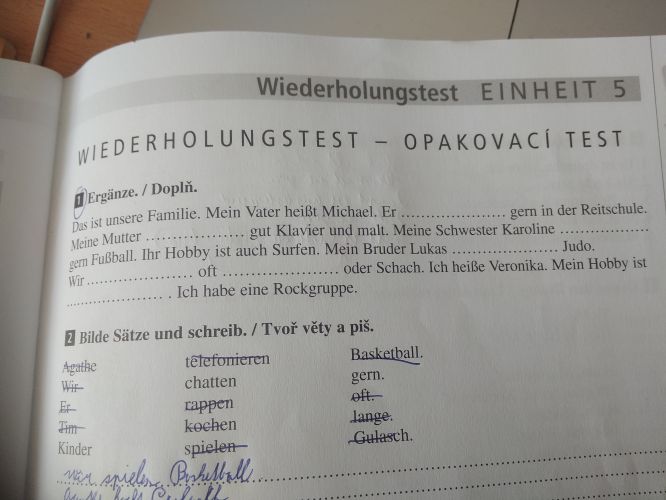 Wiederholungstest EINHEIT 5
WIEDERHOLUNGSTEST – OPAKOVACÍ TEST
1 Ergänze. / Doplň.
Das ist unsere Familie. Mein Vater heißt Michael. Er .................... gern in der Reitschule.
Meine Mutter .................... gut Klavier und malt. Meine Schwester Karoline ....................
gern Fußball. Ihr Hobby ist auch Surfen. Mein Bruder Lukas .................... Judo.
Wir .................... oft .................... oder Schach. Ich heiße Veronika. Mein Hobby ist
.................... . Ich habe eine Rockgruppe.
2 Bilde Sätze und schreib. / Tvoř věty a piš.
Agathe telefonieren Basketball.
Wir chatten gern.
Er rappen oft.
Tim kochen lange.
Kinder spielen Gulasch.
wir spielen Basketball